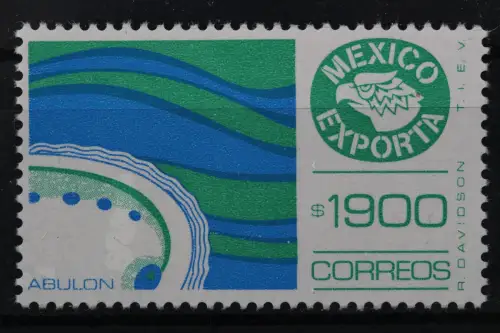 MEXICO
EXPORTA
$1900
CORREOS
ABULON
R. DAVIDSON T.I.E.V.